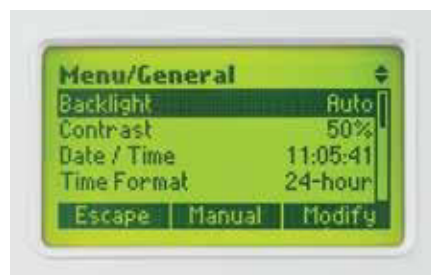 Menu/General
Backlight Auto
Contrast 50%
Date / Time 11:05:41
Time Format 24-hour
Escape Manual Modify